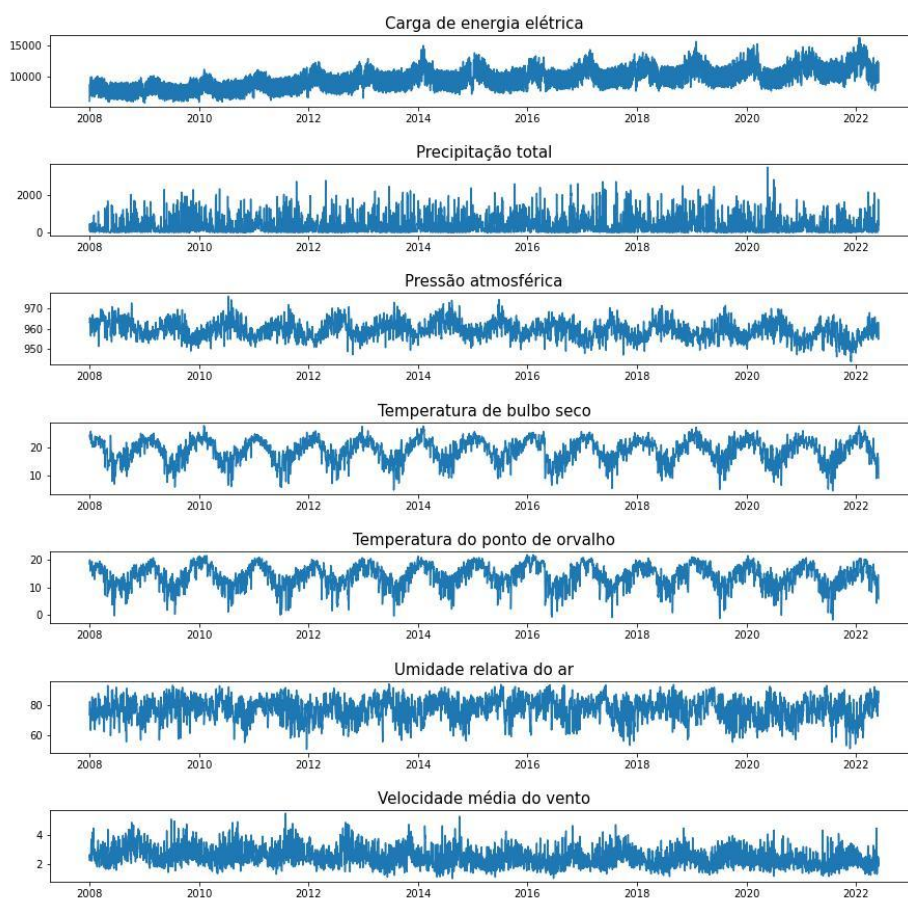 Carga de energia elétrica
15000
10000
2008 2010 2012 2014 2016 2018 2020 2022
Precipitação total
2000
0
2008 2010 2012 2014 2016 2018 2020 2022
Pressão atmosférica
970
960
950
2008 2010 2012 2014 2016 2018 2020 2022
Temperatura de bulbo seco
20
10
2008 2010 2012 2014 2016 2018 2020 2022
Temperatura do ponto de orvalho
20
10
0
2008 2010 2012 2014 2016 2018 2020 2022
Umidade relativa do ar
80
60
2008 2010 2012 2014 2016 2018 2020 2022
Velocidade média do vento
4
2
2008 2010 2012 2014 2016 2018 2020 2022